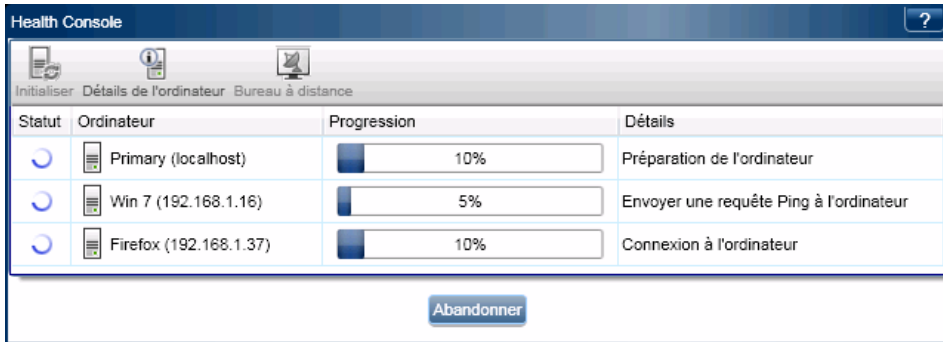 Health Console
?
Initialiser Détails de l'ordinateur Bureau à distance
Statut Ordinateur Progression Détails
Primary (localhost) 10% Préparation de l'ordinateur
Win 7 (192.168.1.16) 5% Envoyer une requête Ping à l'ordinateur
Firefox (192.168.1.37) 10% Connexion à l'ordinateur
Abandonner